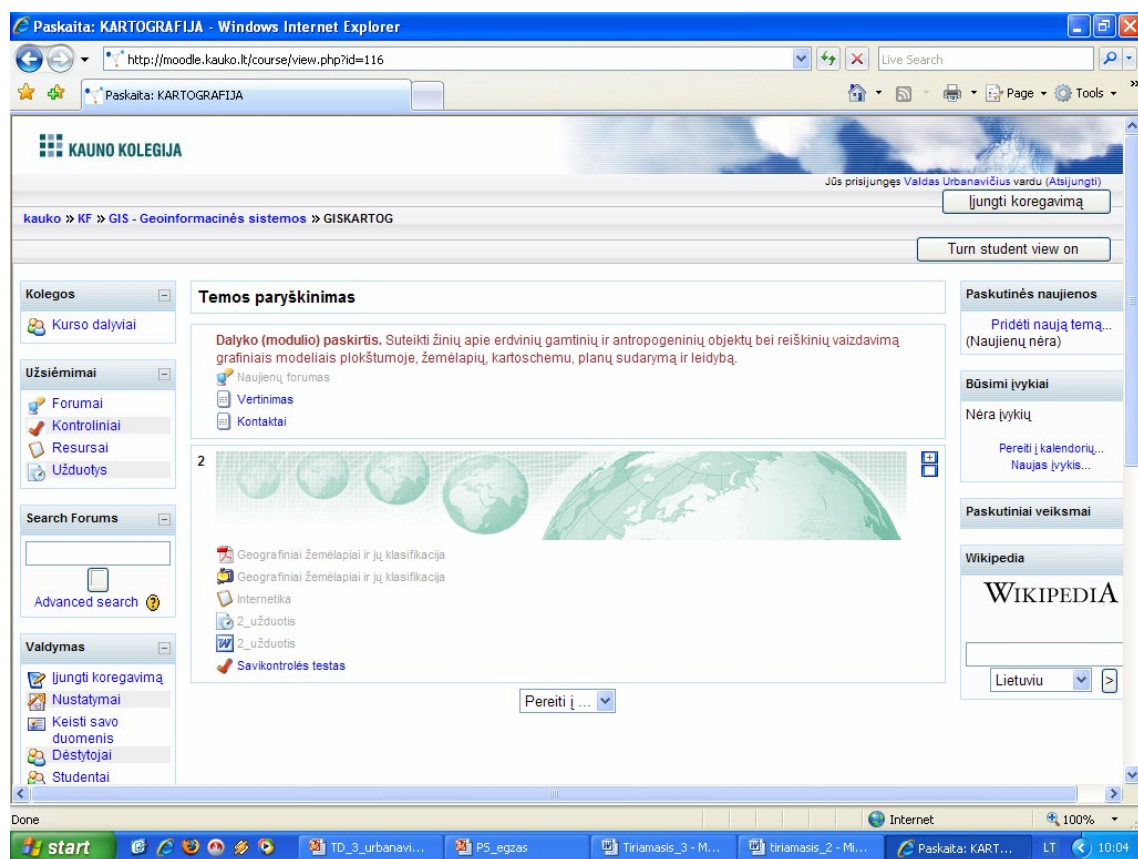 Paskaita: KARTOGRAFIJA - Windows Internet Explorer
http://moodle.kauko.lt/course/view.php?id=116
Live Search
Paskaita: KARTOGRAFIJA
Page
Tools
KAUNO KOLEGIJA
Jūs prisijungęs Valdas Urbanavičius vardu (Atsijungti)
Įjungti koregavimą
kauko » KF » GIS - Geoinformacinės sistemos » GISKARTOG
Turn student view on
Kolegos
Kurso dalyviai
Užsiėmimai
Forumai
Kontroliniai
Resursai
Užduotys
Search Forums
Advanced search
Valdymas
Įjungti koregavimą
Nustatymai
Keisti savo
duomenis
Dėstytojai
Studentai
Temos paryškinimas
Dalyko (modulio) paskirtis. Suteikti žinių apie erdvinių gamtinių ir antropogeninių objektų bei reiškinių vaizdavimą
grafiniais modeliais plokštumoje, žemėlapių, kartoschemu, planų sudarymą ir leidybą.
Naujienų forumas
Vertinimas
Kontaktai
2
Geografiniai žemėlapiai ir jų klasifikacija
Geografiniai žemėlapiai ir jų klasifikacija
Internetika
2_užduotis
2_užduotis
Savikontrolės testas
Pereiti į ...
Paskutinės naujienos
Pridėti naują temą...
(Naujienų nėra)
Būsimi įvykiai
Nėra įvykių
Pereiti į kalendorių...
Naujas įvykis...
Paskutiniai veiksmai
Wikipedia
WIKIPEDIA
Lietuviu
>
Done
Internet
100%
start
TD_3_urbanavi...
PS_egzas
Tiriamasis_3 - M...
tiriamasis_2 - Mi...
Paskaita: KART...
LT
10:04